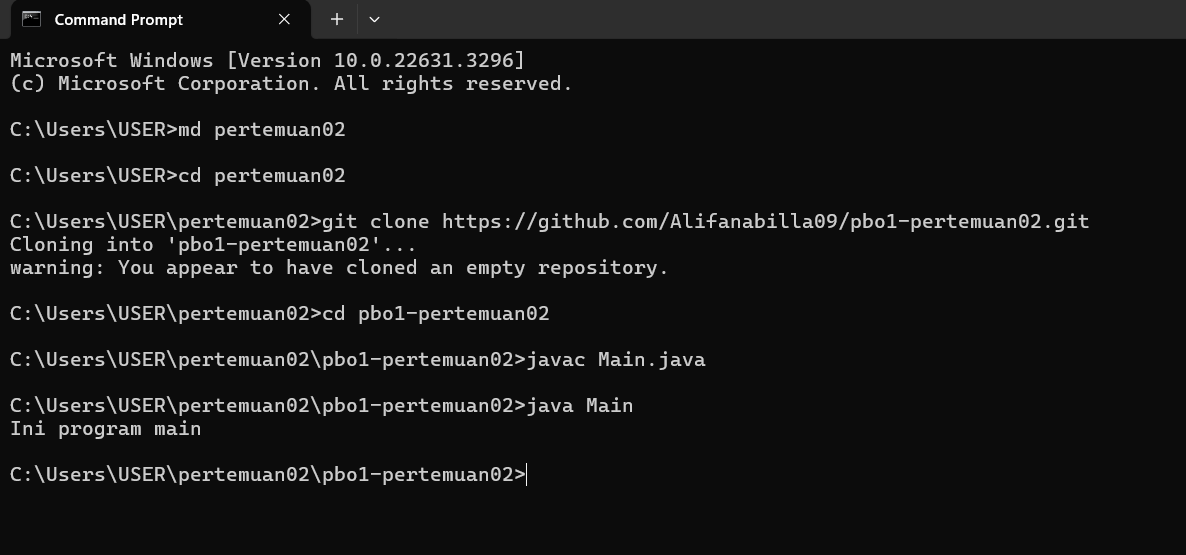 Command Prompt
Microsoft Windows [Version 10.0.22631.3296]
(c) Microsoft Corporation. All rights reserved.
C:\Users\USER>md pertemuan02
C:\Users\USER>cd pertemuan02
C:\Users\USER\pertemuan02>git clone https://github.com/Alifanabilla09/pbo1-pertemuan02.git
Cloning into 'pbo1-pertemuan02'...
warning: You appear to have cloned an empty repository.
C:\Users\USER\pertemuan02>cd pbo1-pertemuan02
C:\Users\USER\pertemuan02\pbo1-pertemuan02>javac Main.java
C:\Users\USER\pertemuan02\pbo1-pertemuan02>java Main
Ini program main
C:\Users\USER\pertemuan02\pbo1-pertemuan02>